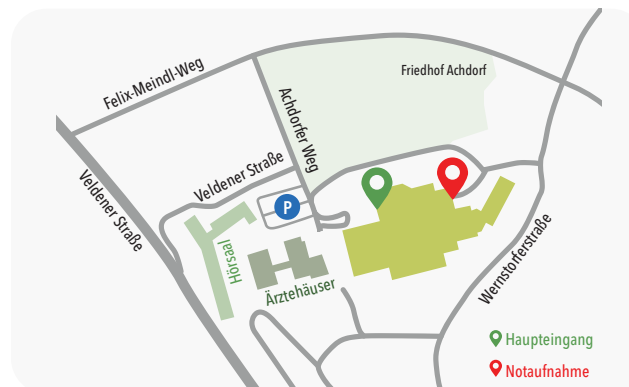 Felix-Meindl-Weg
Friedhof Achdorf
Achdorfer Weg
Veldener Straße
Veldener Straße
P
Hörsaal
Ärztehäuser
Wernstorferstraße
Haupteingang
Notaufnahme